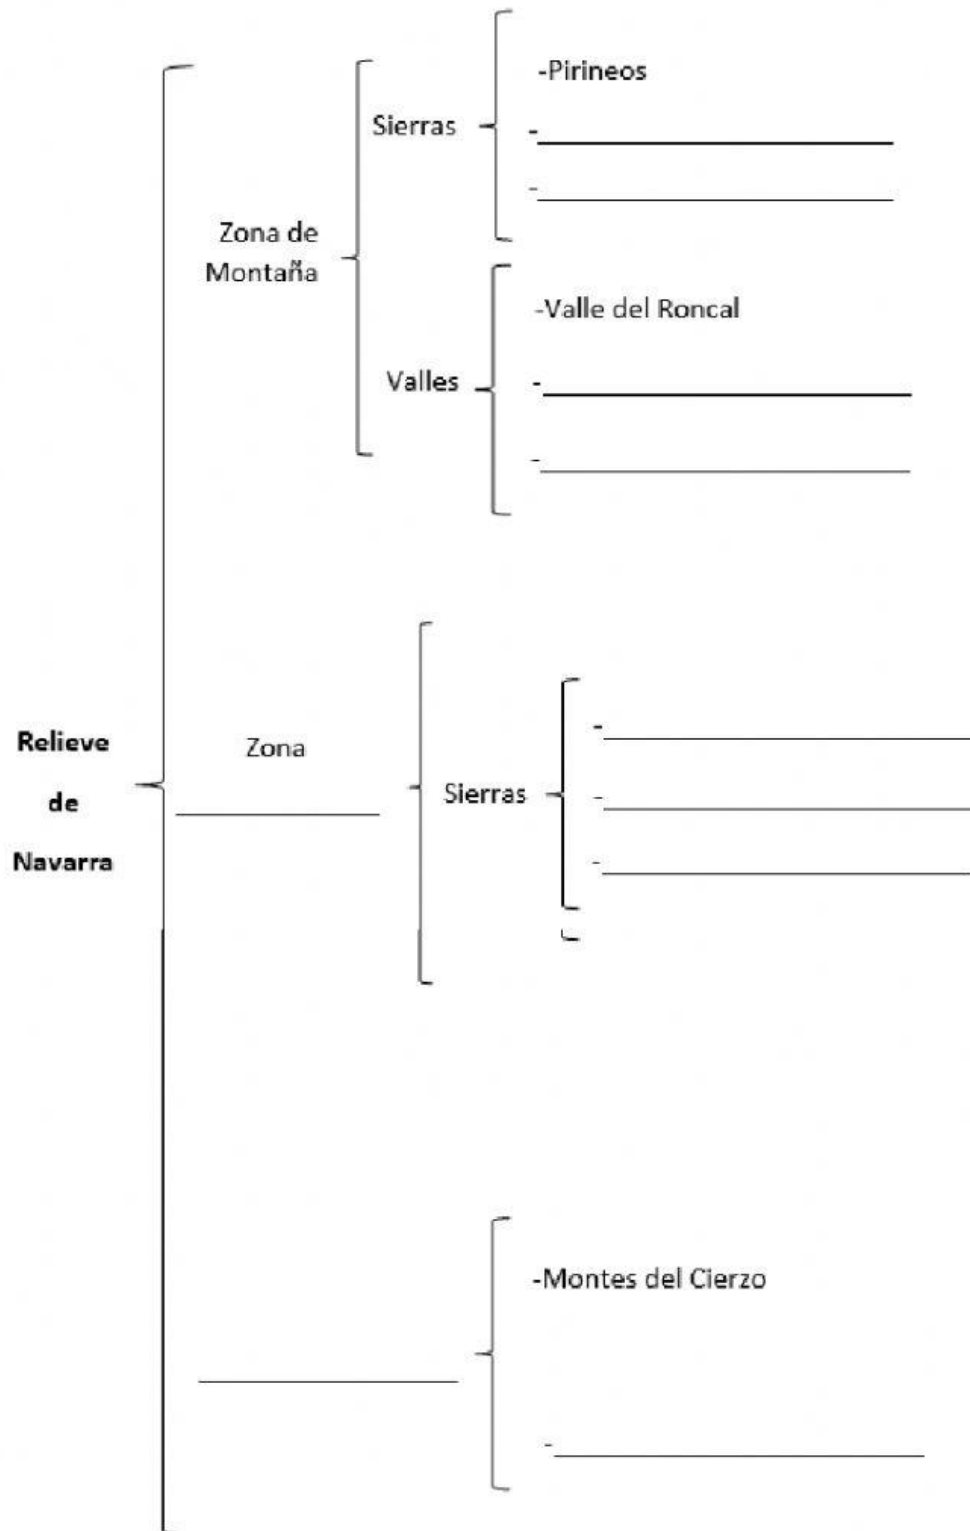 -Pirineos
Sierras
-
-
Zona de
Montaña
-Valle del Roncal
Valles
-
-
Relieve
de
Navarra
Zona
Sierras
-
-
-
-Montes del Cierzo
-